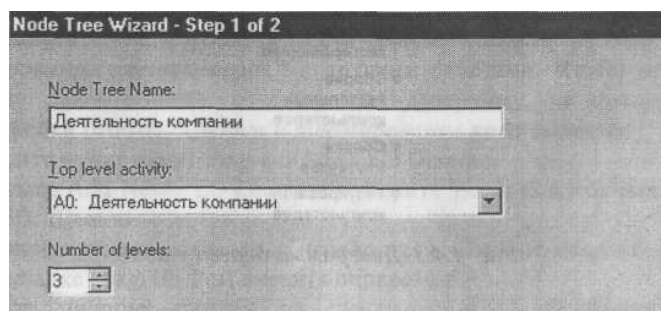 Node Tree Wizard - Step 1 of 2
Node Tree Name:
Деятельность компании
Top level activity:
A0: Деятельность компании
Number of levels:
3